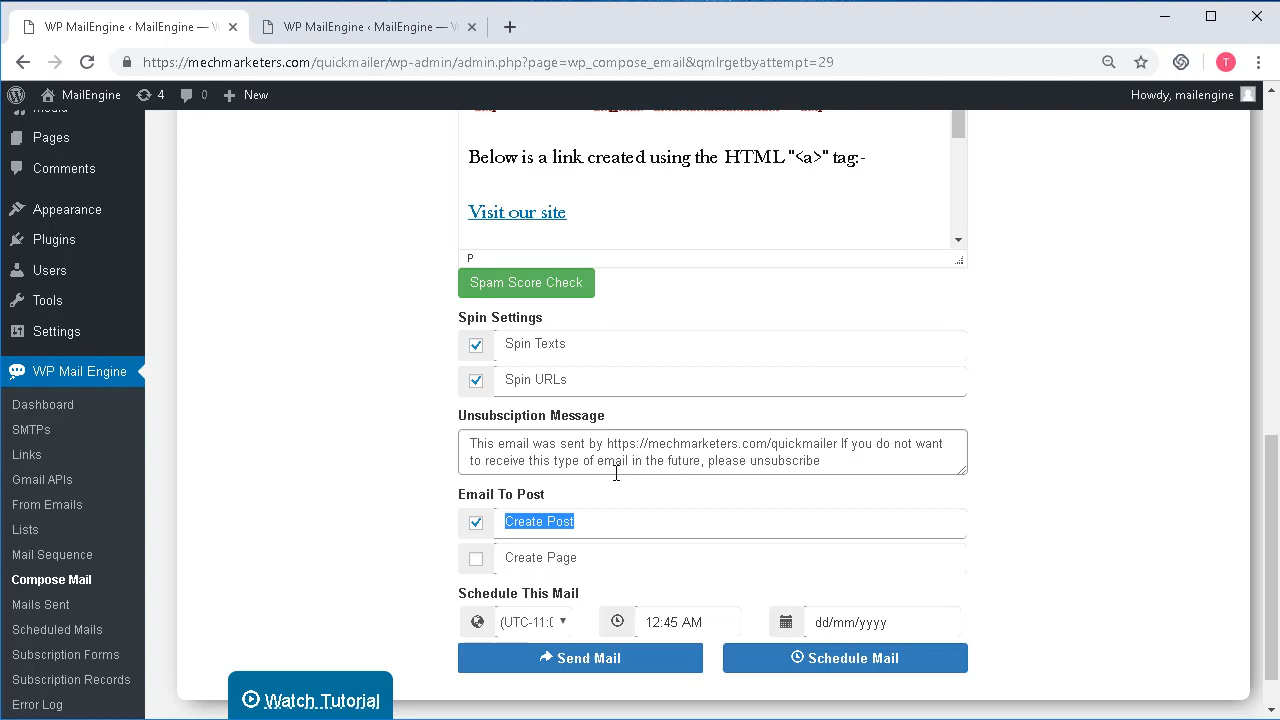 WP MailEngine ‹ MailEngine —
WP MailEngine ‹ MailEngine —
https://mechmarketers.com/quickmailer/wp-admin/admin.php?page=wp_compose_email&qmlrgetbyattempt=29
T
MailEngine
4
0
New
Howdy, mailengine
Media
Pages
Comments
Appearance
Plugins
Users
Tools
Settings
WP Mail Engine
Dashboard
SMTPs
Links
Gmail APIs
From Emails
Lists
Mail Sequence
Compose Mail
Mails Sent
Scheduled Mails
Subscription Forms
Subscription Records
Error Log
Below is a link created using the HTML "<a>" tag:-
Visit our site
P
Spam Score Check
Spin Settings
Spin Texts
Spin URLs
Unsubsciption Message
This email was sent by https://mechmarketers.com/quickmailer If you do not want
to receive this type of email in the future, please unsubscribe
Email To Post
Create Post
Create Page
Schedule This Mail
(UTC-11:0
12:45 AM
dd/mm/yyyy
Send Mail
Schedule Mail
Watch Tutorial